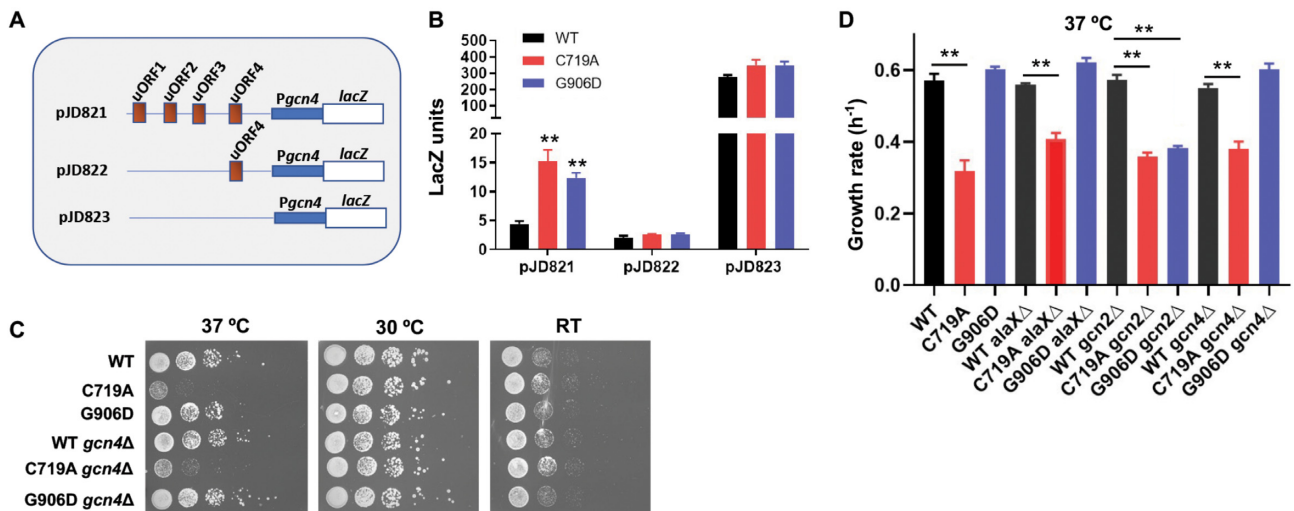 A
uORF1 uORF2 uORF3 uORF4
pJD821 Pgcn4 lacZ
uORF4
pJD822 Pgcn4 lacZ
pJD823 Pgcn4 lacZ
B
WT
C719A
G906D
LacZ units
500
400
300
200
100
20
15
10
5
0
** **
pJD821 pJD822 pJD823
C
37 ºC 30 ºC RT
WT
C719A
G906D
WT gcn4Δ
C719A gcn4Δ
G906D gcn4Δ
D
37 ºC
** ** ** ** **
Growth rate (h⁻¹)
0.6
0.4
0.2
0.0
WT
C719A
G906D
WT alaXΔ
C719A alaXΔ
G906D alaXΔ
WT gcn2Δ
C719A gcn2Δ
G906D gcn2Δ
WT gcn4Δ
C719A gcn4Δ
G906D gcn4Δ